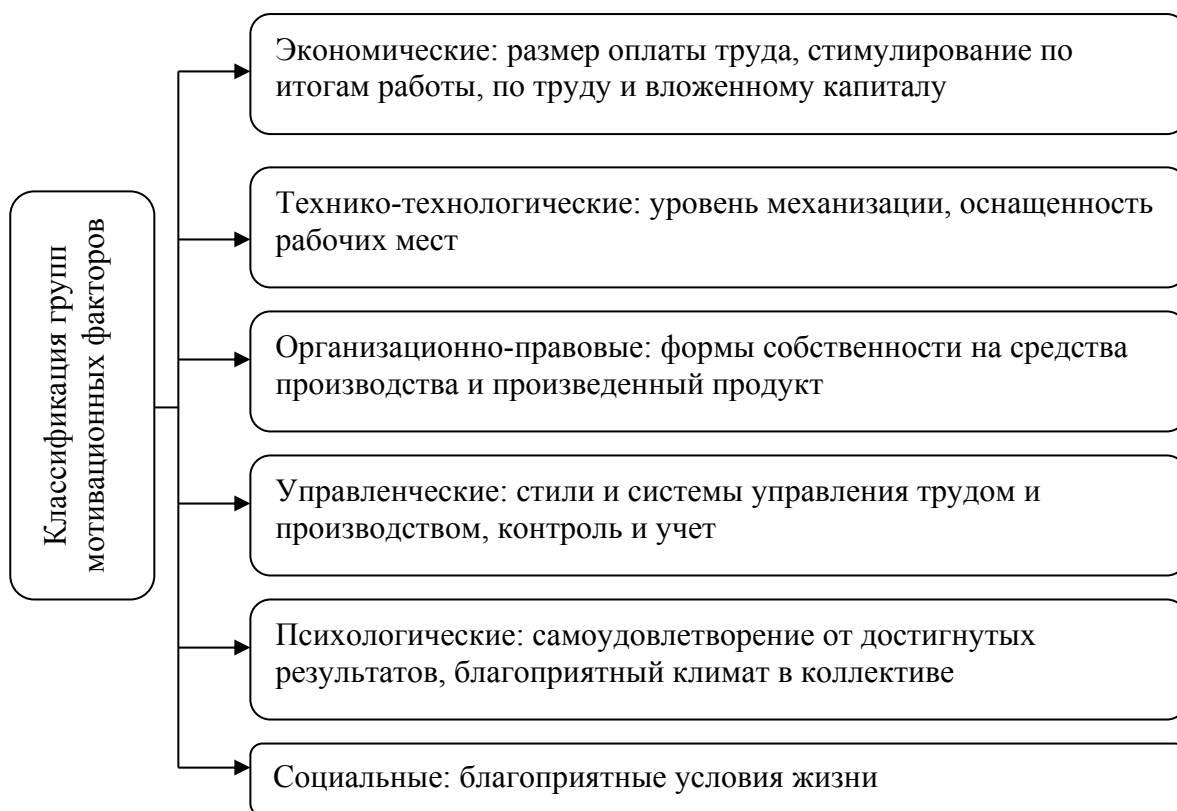 Классификация групп
мотивационных факторов
Экономические: размер оплаты труда, стимулирование по
итогам работы, по труду и вложенному капиталу
Технико-технологические: уровень механизации, оснащенность
рабочих мест
Организационно-правовые: формы собственности на средства
производства и произведенный продукт
Управленческие: стили и системы управления трудом и
производством, контроль и учет
Психологические: самоудовлетворение от достигнутых
результатов, благоприятный климат в коллективе
Социальные: благоприятные условия жизни